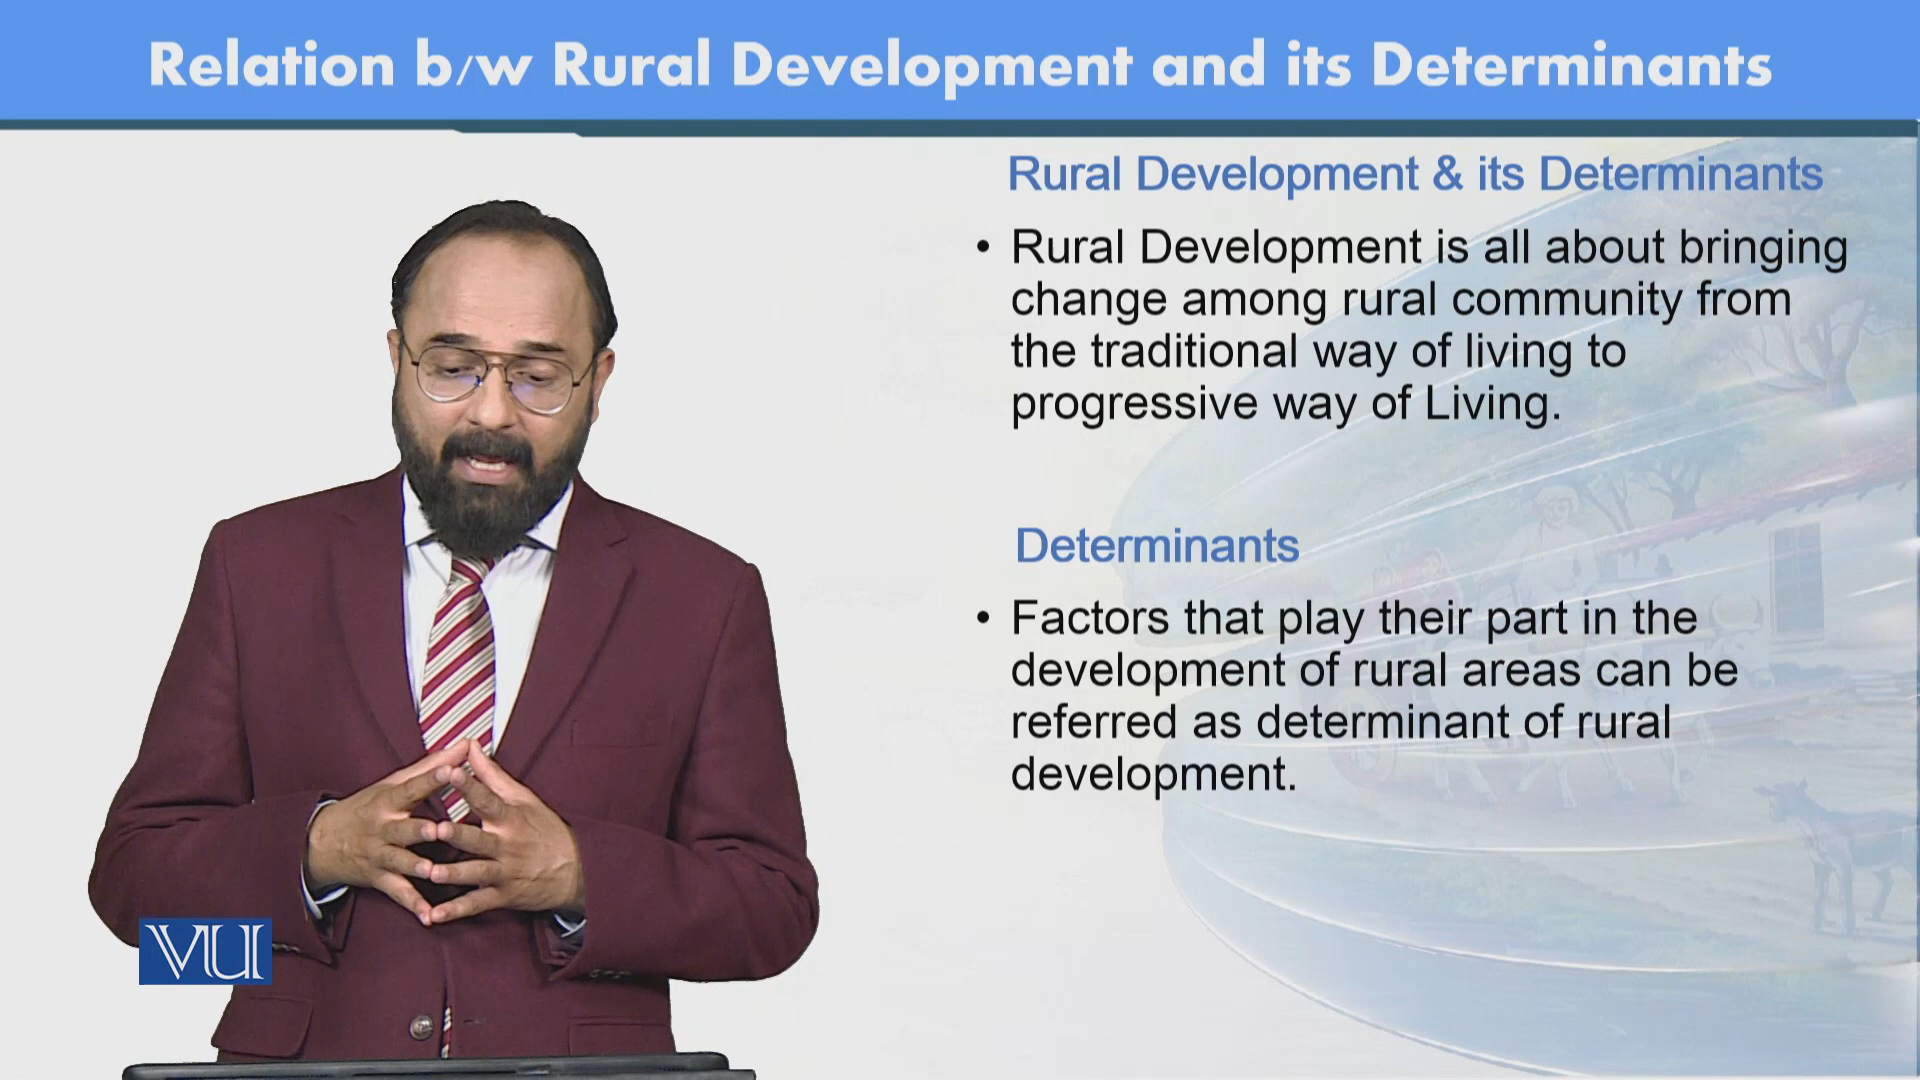 Relation b/w Rural Development and its Determinants
Rural Development & its Determinants
• Rural Development is all about bringing
change among rural community from
the traditional way of living to
progressive way of Living.
Determinants
• Factors that play their part in the
development of rural areas can be
referred as determinant of rural
development.
VU